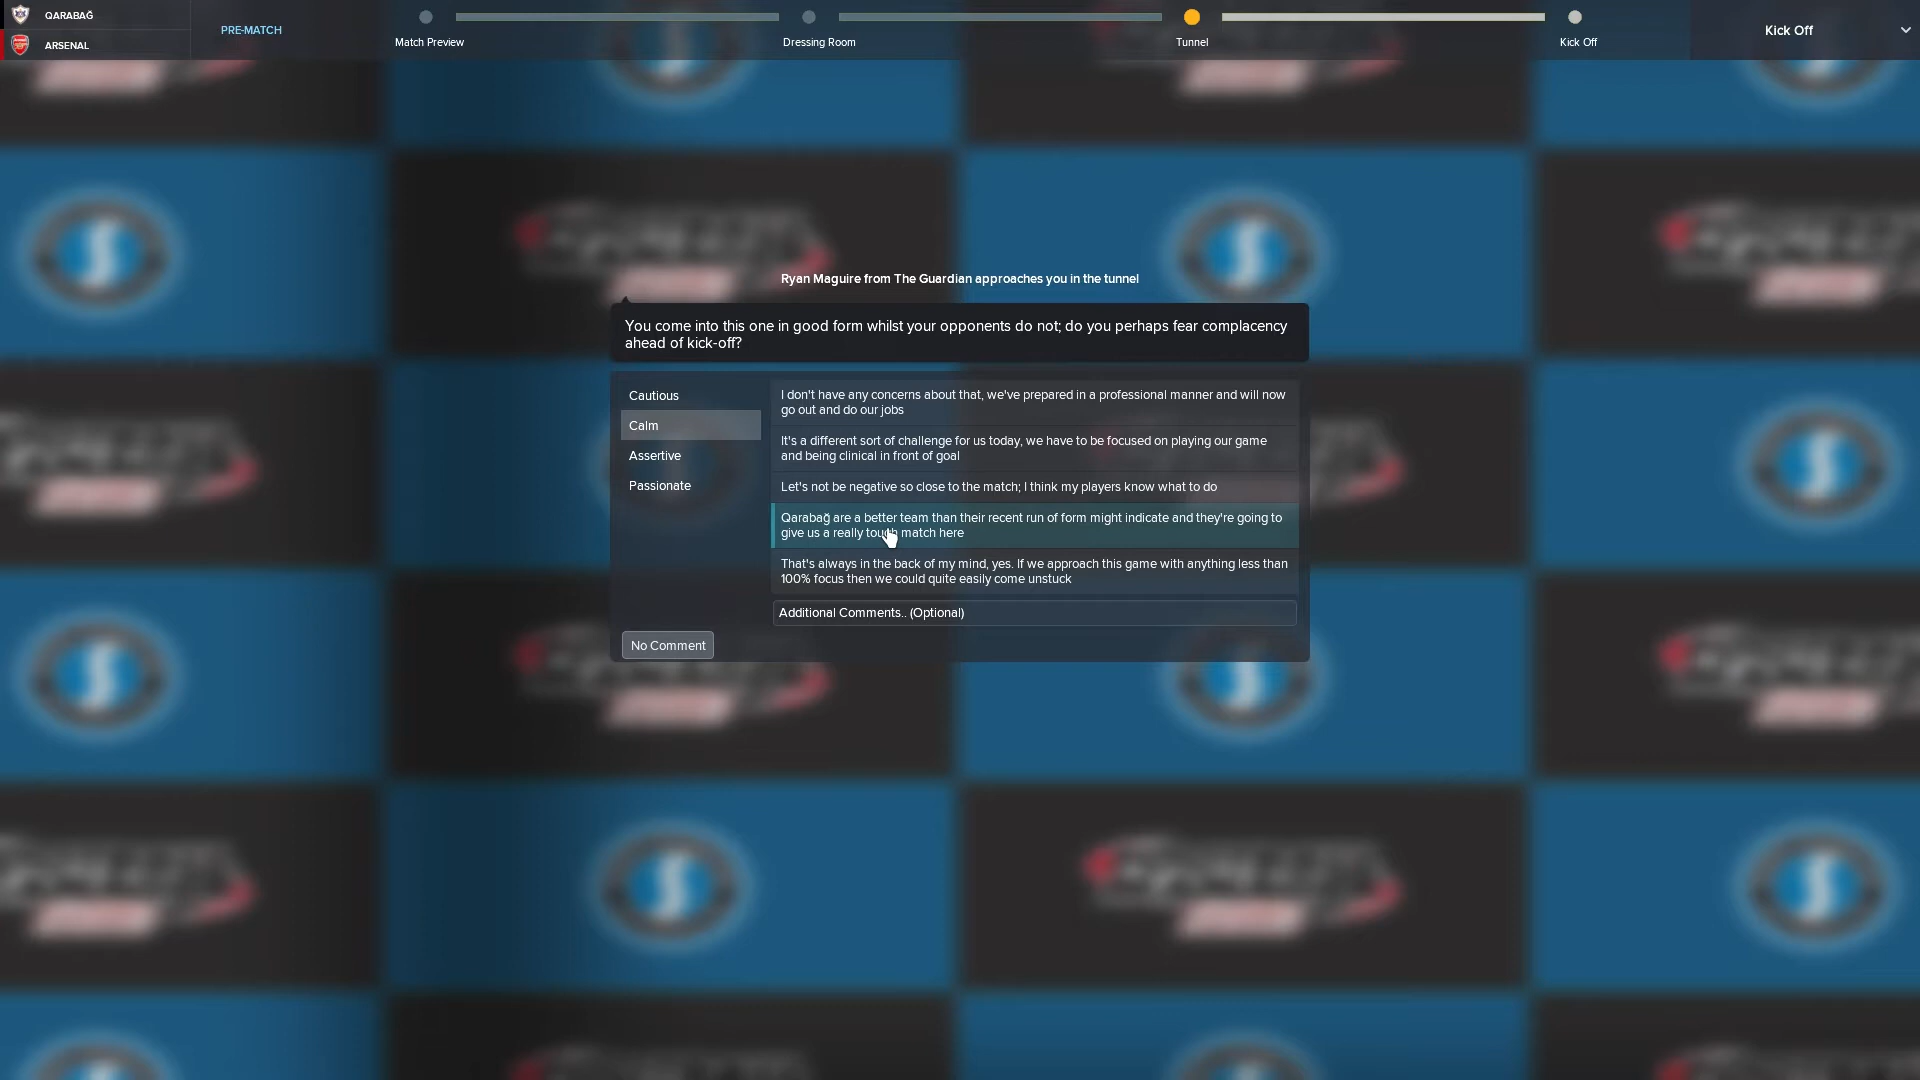 QARABAĞ
ARSENAL
PRE-MATCH
Match Preview
Dressing Room
Tunnel
Kick Off
Kick Off
Ryan Maguire from The Guardian approaches you in the tunnel
You come into this one in good form whilst your opponents do not; do you perhaps fear complacency
ahead of kick-off?
Cautious
Calm
Assertive
Passionate
I don't have any concerns about that, we've prepared in a professional manner and will now
go out and do our jobs
It's a different sort of challenge for us today, we have to be focused on playing our game
and being clinical in front of goal
Let's not be negative so close to the match; I think my players know what to do
Qarabağ are a better team than their recent run of form might indicate and they're going to
give us a really tough match here
That's always in the back of my mind, yes. If we approach this game with anything less than
100% focus then we could quite easily come unstuck
Additional Comments.. (Optional)
No Comment